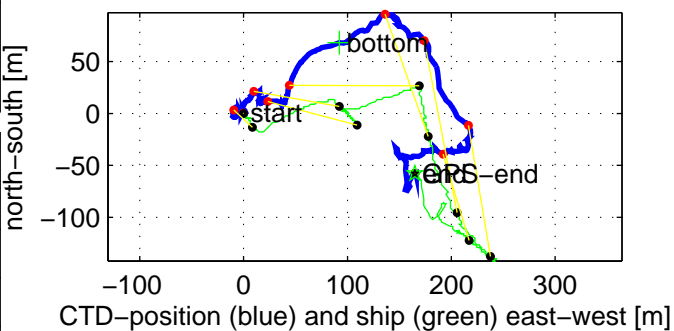 50
0
−50
−100
north−south [m]
bottom
start
end
GPS−end
−100 0 100 200 300
CTD−position (blue) and ship (green) east−west [m]